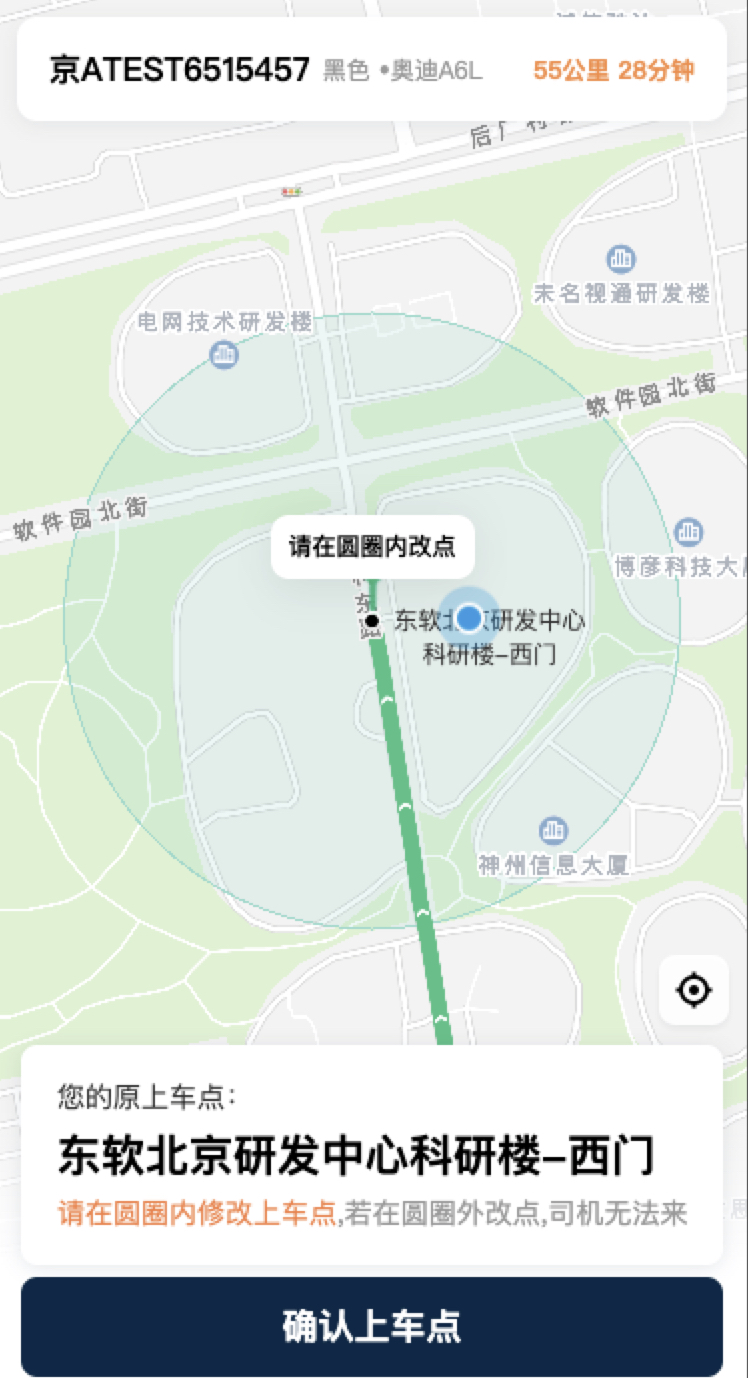 京ATEST6515457 黑色 •奥迪A6L 55公里 28分钟
未名视通研发楼
电网技术研发楼
软件园北街
软件园北街
请在圆圈内改点
博彦科技大
东软北京研发中心
科研楼–西门
神州信息大厦
您的原上车点：
东软北京研发中心科研楼–西门
请在圆圈内修改上车点,若在圆圈外改点,司机无法来
确认上车点